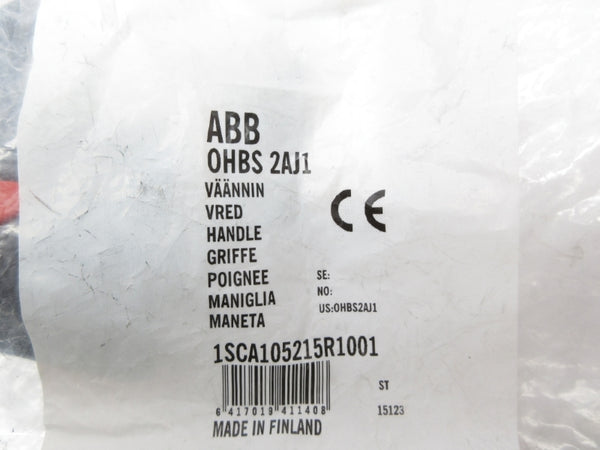 ABB
OHBS 2AJ1
VÄÄNNIN
VRED
HANDLE
GRIFFE
POIGNEE
MANIGLIA
MANETA
CE
SE:
NO:
US:OHBS2AJ1
1SCA105215R1001
6 417019 411408
ST
15123
MADE IN FINLAND